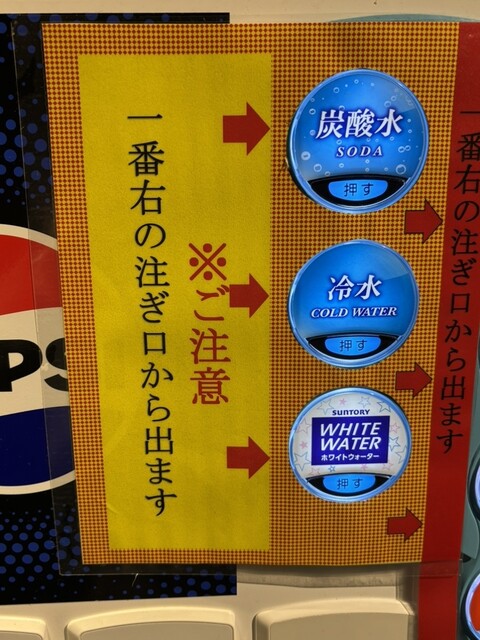 ※ご注意
一番右の注ぎ口から出ます
炭酸水
SODA
押す
冷水
COLD WATER
押す
SUNTORY
WHITE
WATER
ホワイトウォーター
押す
一番右の注ぎ口から出ます
PS